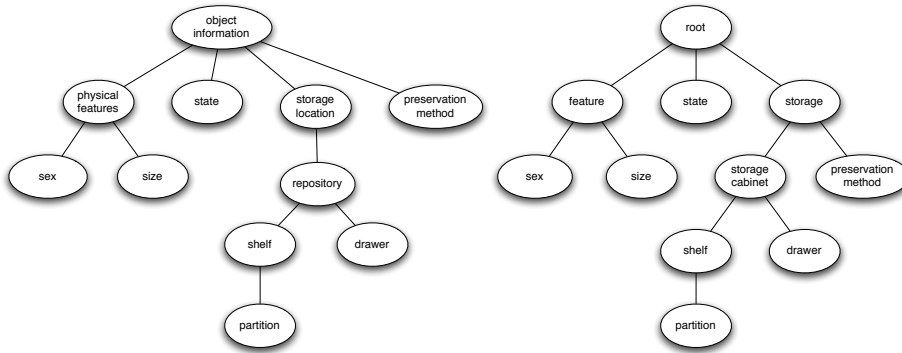 object
information
physical
features
state
storage
location
preservation
method
sex
size
repository
shelf
drawer
partition
root
feature
state
storage
sex
size
storage
cabinet
preservation
method
shelf
drawer
partition